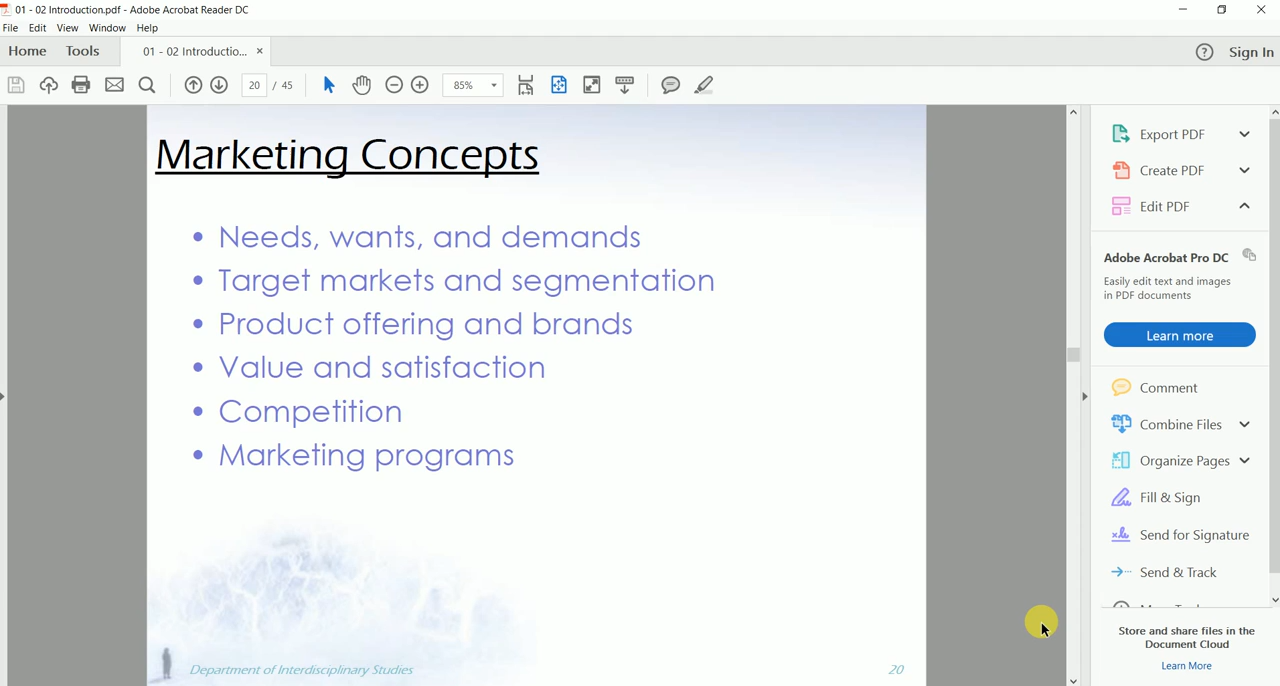 01 - 02 Introduction.pdf - Adobe Acrobat Reader DC
File Edit View Window Help
Home Tools 01 - 02 Introductio... × ? Sign In
20 / 45 85%
Marketing Concepts
• Needs, wants, and demands
• Target markets and segmentation
• Product offering and brands
• Value and satisfaction
• Competition
• Marketing programs
Department of Interdisciplinary Studies 20
Export PDF
Create PDF
Edit PDF
Adobe Acrobat Pro DC
Easily edit text and images
in PDF documents
Learn more
Comment
Combine Files
Organize Pages
Fill & Sign
Send for Signature
Send & Track
Store and share files in the
Document Cloud
Learn More